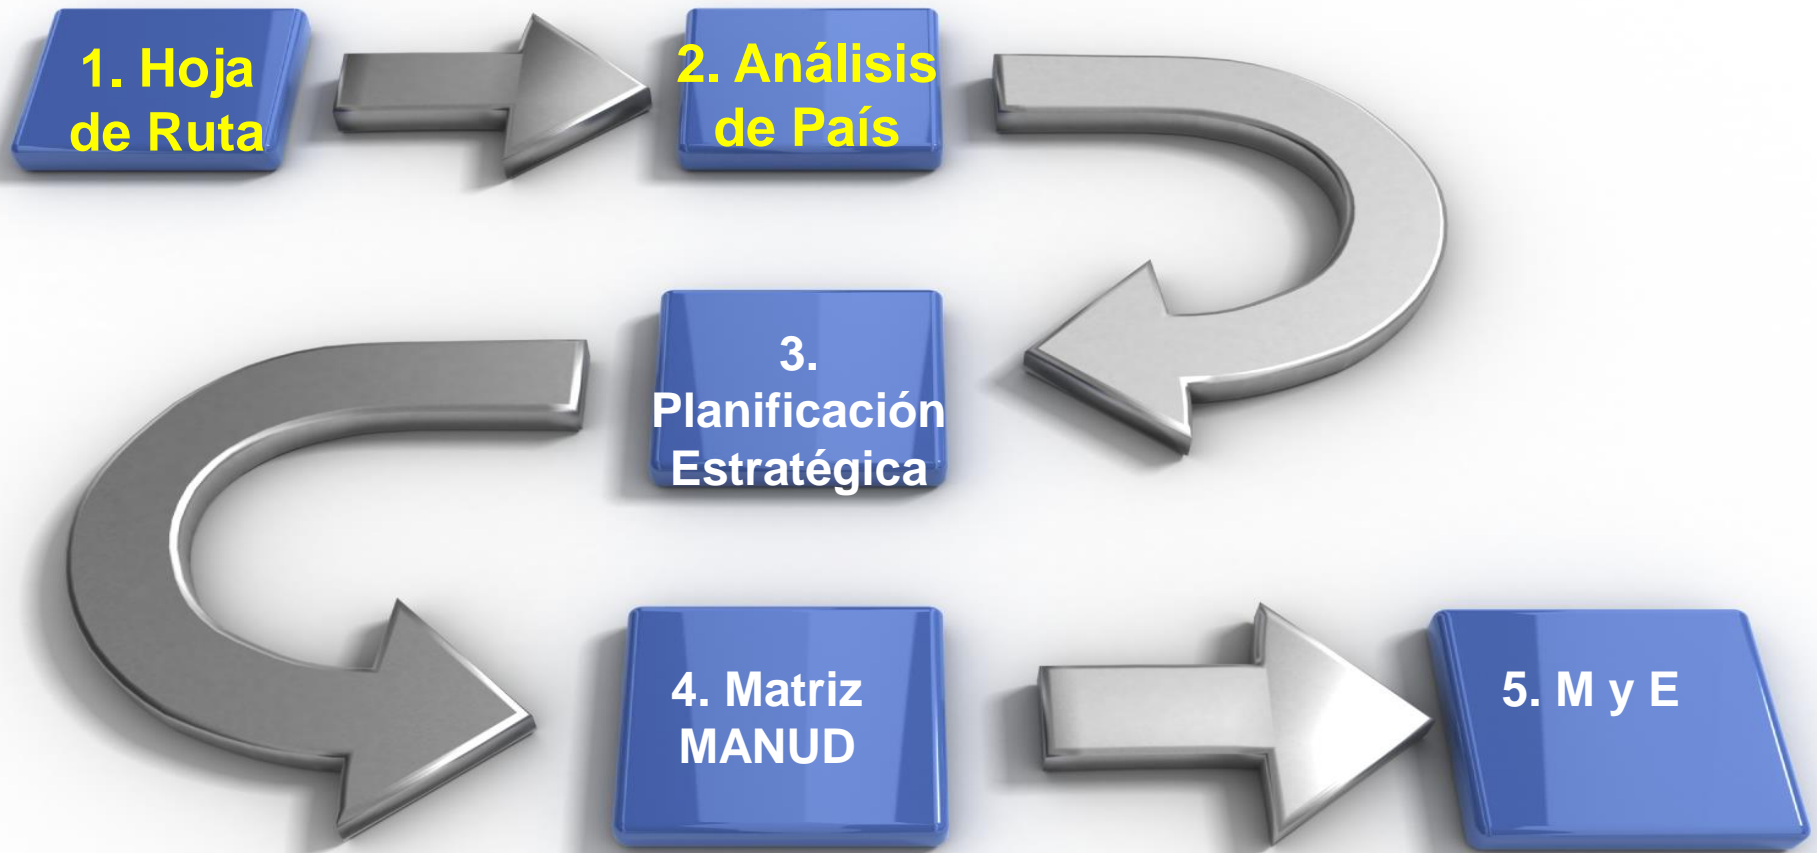 1. Hoja
de Ruta
2. Análisis
de País
3.
Planificación
Estratégica
4. Matriz
MANUD
5. M y E